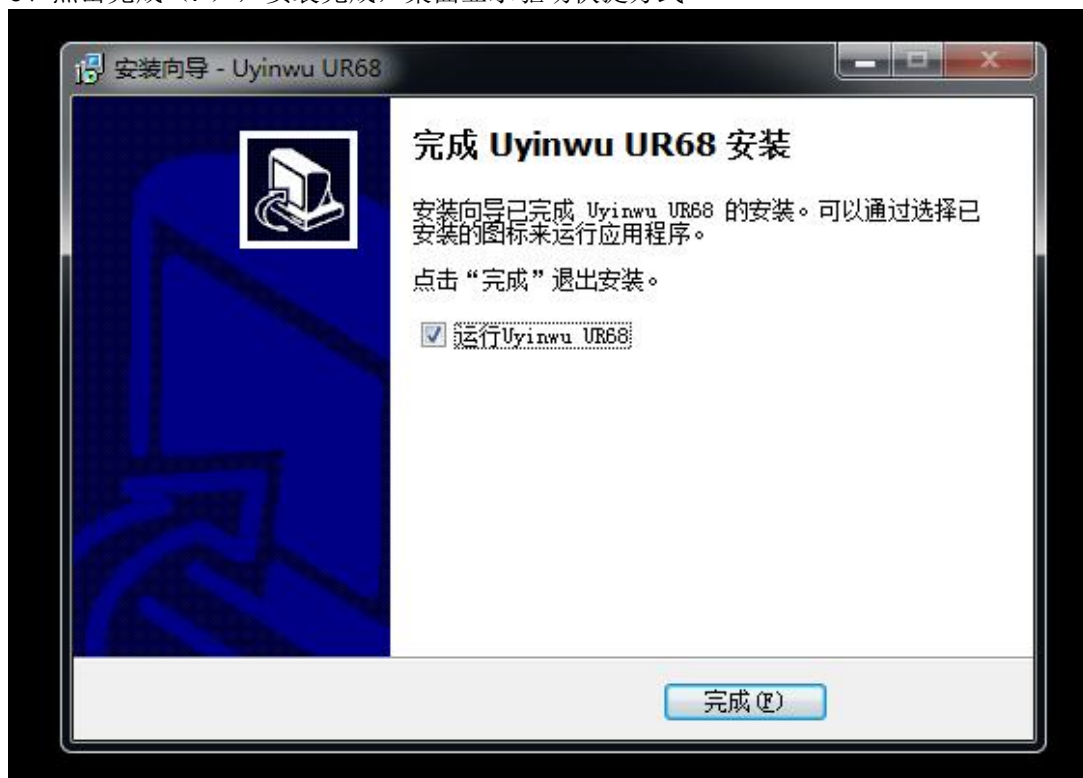 安装向导 - Uyinwu UR68
完成 Uyinwu UR68 安装
安装向导已完成 Uyinwu UR68 的安装。可以通过选择已
安装的图标来运行应用程序。
点击“完成”退出安装。
运行Uyinwu UR68
完成(F)